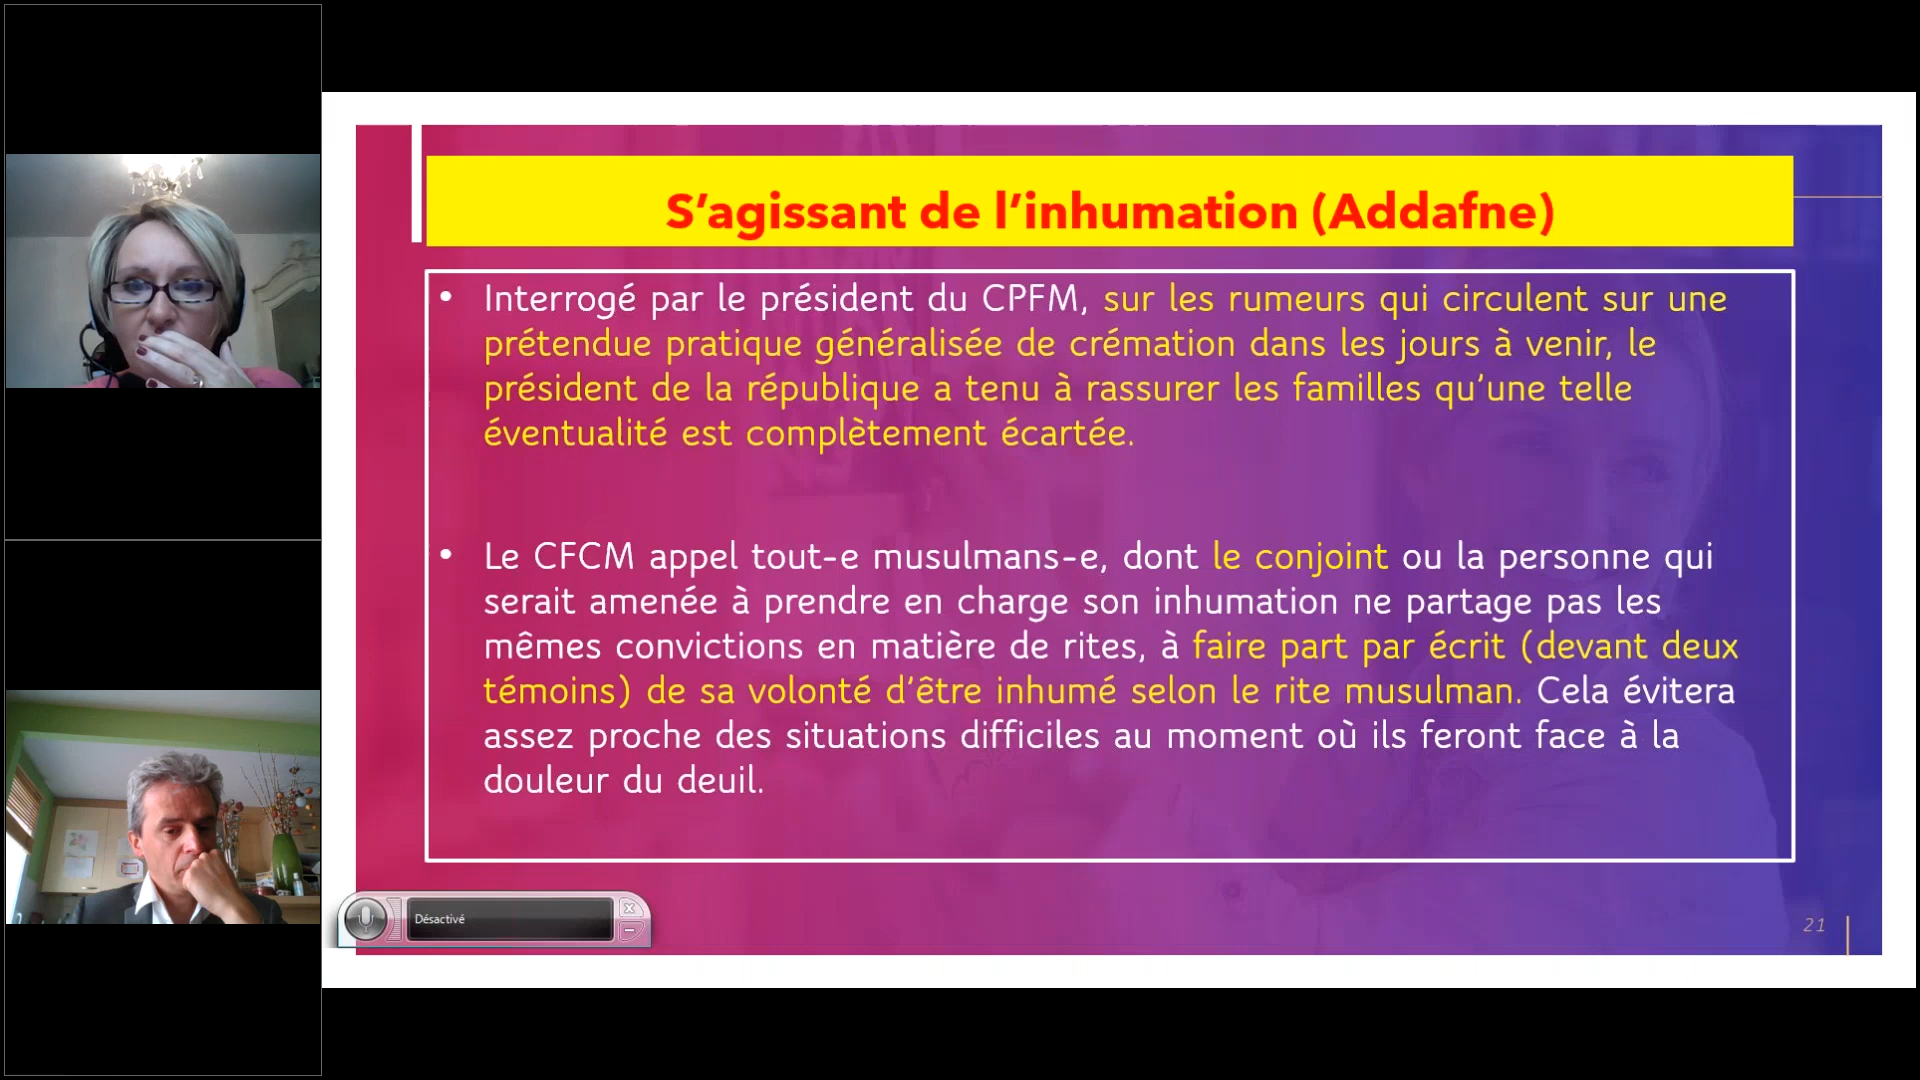 S’agissant de l’inhumation (Addafne)
• Interrogé par le président du CPFM, sur les rumeurs qui circulent sur une
prétendue pratique généralisée de crémation dans les jours à venir, le
président de la république a tenu à rassurer les familles qu’une telle
éventualité est complètement écartée.
• Le CFCM appel tout-e musulmans-e, dont le conjoint ou la personne qui
serait amenée à prendre en charge son inhumation ne partage pas les
mêmes convictions en matière de rites, à faire part par écrit (devant deux
témoins) de sa volonté d’être inhumé selon le rite musulman. Cela évitera
assez proche des situations difficiles au moment où ils feront face à la
douleur du deuil.
Désactivé
21